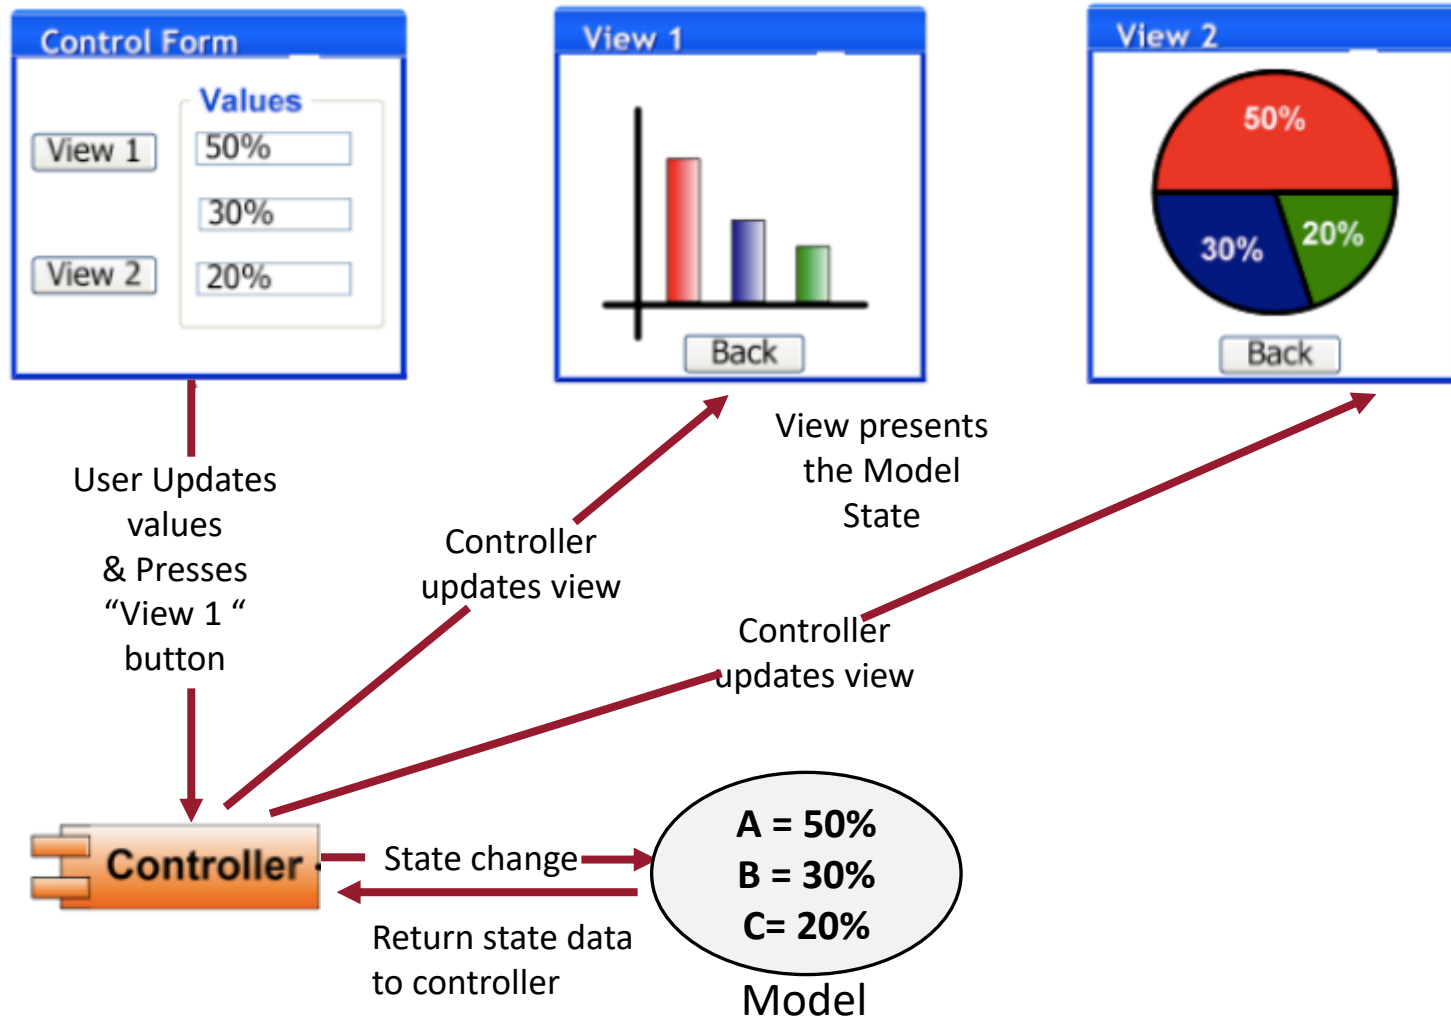 Control Form
Values
View 1
50%
30%
View 2
20%
View 1
Back
View 2
50%
30%
20%
Back
User Updates
values
& Presses
“View 1 “
button
Controller
updates view
View presents
the Model
State
Controller
updates view
Controller
State change
Return state data
to controller
A = 50%
B = 30%
C= 20%
Model